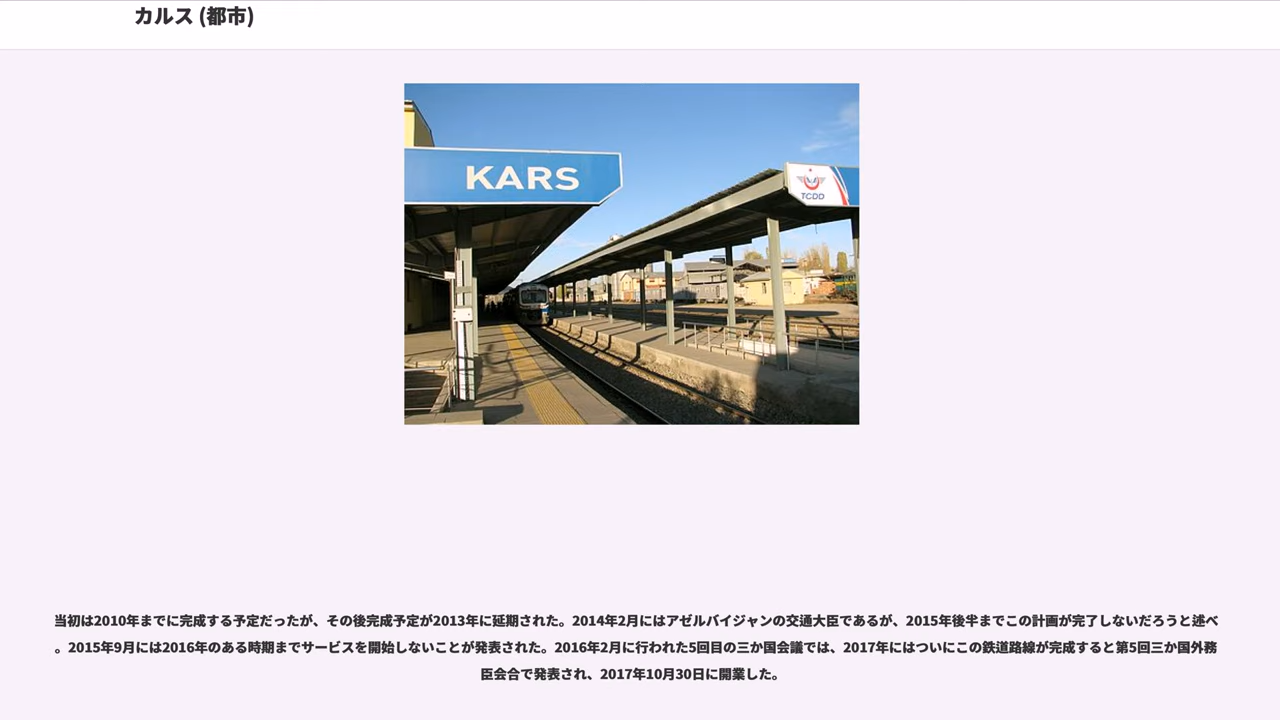 カルス (都市)
KARS
TCDD
当初は2010年までに完成する予定だったが、その後完成予定が2013年に延期された。2014年2月にはアゼルバイジャンの交通大臣であるが、2015年後半までこの計画が完了しないだろうと述べ
。2015年9月には2016年のある時期までサービスを開始しないことが発表された。2016年2月に行われた5回目の三か国会議では、2017年にはついにこの鉄道路線が完成すると第5回三か国外務
臣会合で発表され、2017年10月30日に開業した。